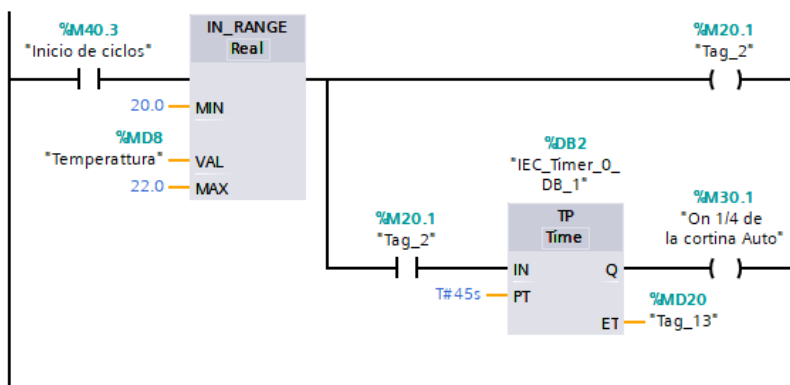 %M40.3
"Inicio de ciclos"
IN_RANGE
Real
20.0
MIN
%MD8
"Temperattura"
VAL
22.0
MAX
%M20.1
"Tag_2"
%M20.1
"Tag_2"
%DB2
"IEC_Timer_0_
DB_1"
TP
Time
IN
Q
T#45s
PT
ET
%M30.1
"On 1/4 de
la cortina Auto"
%MD20
"Tag_13"